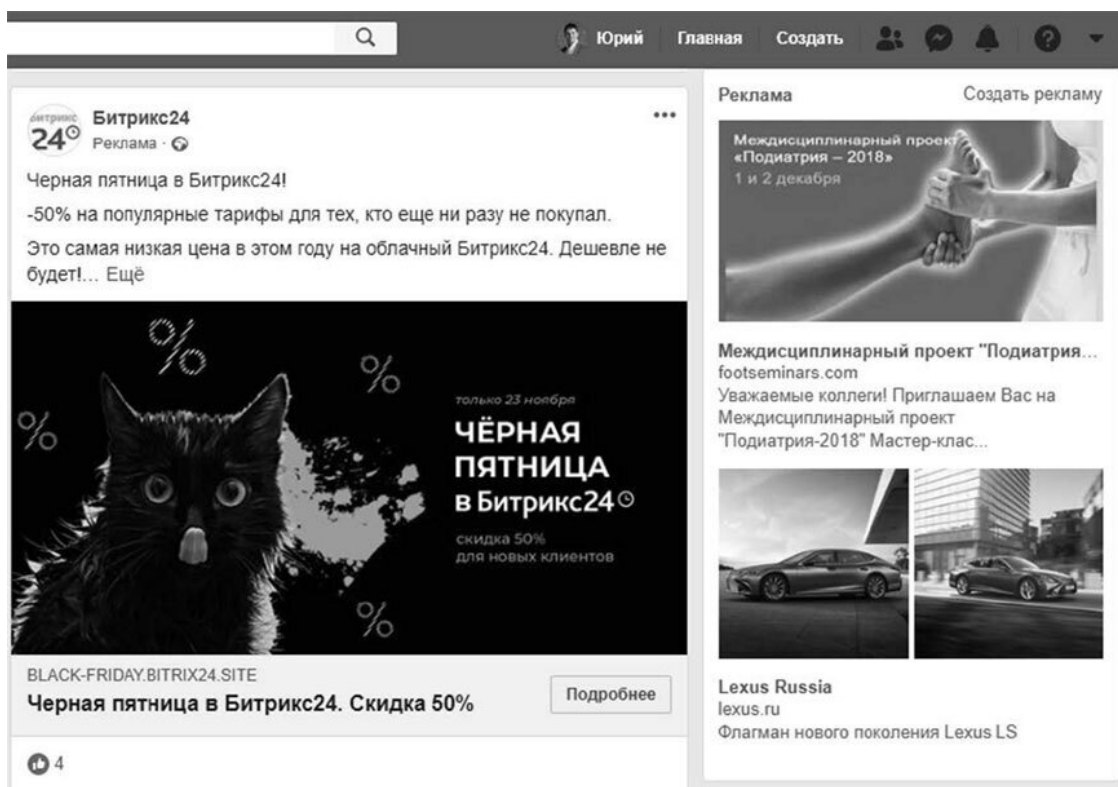 Юрий
Главная
Создать
Битрикс24
Реклама
Черная пятница в Битрикс24!
-50% на популярные тарифы для тех, кто еще ни разу не покупал.
Это самая низкая цена в этом году на облачный Битрикс24. Дешевле не
будет!... Ещё
битрикс
24
только 23 ноября
ЧЁРНАЯ
ПЯТНИЦА
в Битрикс24
скидка 50%
для новых клиентов
%
%
%
%
BLACK-FRIDAY.BITRIX24.SITE
Черная пятница в Битрикс24. Скидка 50%
Подробнее
4
Реклама
Создать рекламу
Междисциплинарный проект
«Подиатрия – 2018»
1 и 2 декабря
Междисциплинарный проект "Подиатрия...
footseminars.com
Уважаемые коллеги! Приглашаем Вас на
Междисциплинарный проект
"Подиатрия-2018" Мастер-клас...
Lexus Russia
lexus.ru
Флагман нового поколения Lexus LS